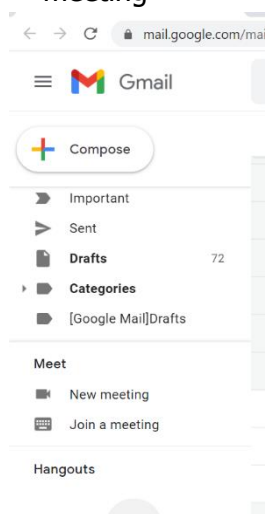 meeting
mail.google.com/mai
Gmail
Compose
Important
Sent
Drafts 72
Categories
[Google Mail]Drafts
Meet
New meeting
Join a meeting
Hangouts